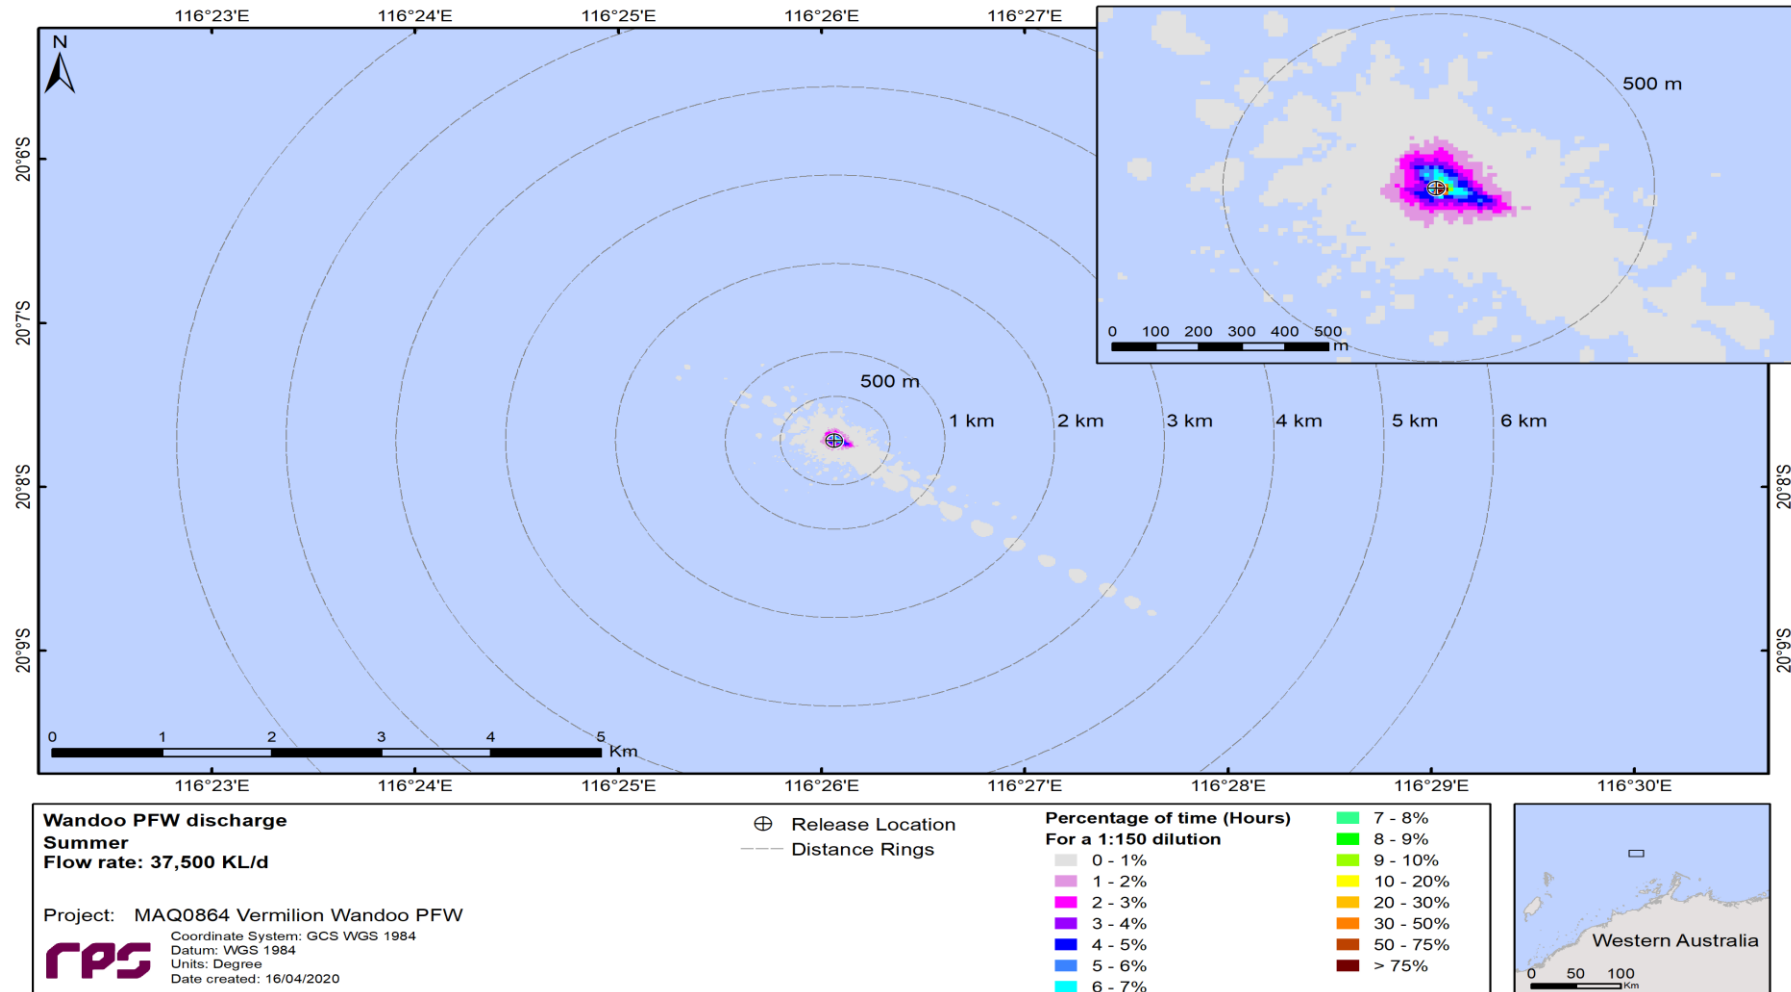 116°23'E
116°24'E
116°25'E
116°26'E
116°27'E
N
500 m
0 100 200 300 400 500
m
20°6'S
20°7'S
20°8'S
20°9'S
20°8'S
20°9'S
500 m
1 km
2 km
3 km
4 km
5 km
6 km
0 1 2 3 4 5
Km
116°23'E
116°24'E
116°25'E
116°26'E
116°27'E
116°28'E
116°29'E
116°30'E
Wandoo PFW discharge
Summer
Flow rate: 37,500 KL/d
Project: MAQ0864 Vermilion Wandoo PFW
rps
Coordinate System: GCS WGS 1984
Datum: WGS 1984
Units: Degree
Date created: 16/04/2020
Release Location
Distance Rings
Percentage of time (Hours)
For a 1:150 dilution
0 - 1%
1 - 2%
2 - 3%
3 - 4%
4 - 5%
5 - 6%
6 - 7%
7 - 8%
8 - 9%
9 - 10%
10 - 20%
20 - 30%
30 - 50%
50 - 75%
> 75%
Western Australia
0 50 100
Km